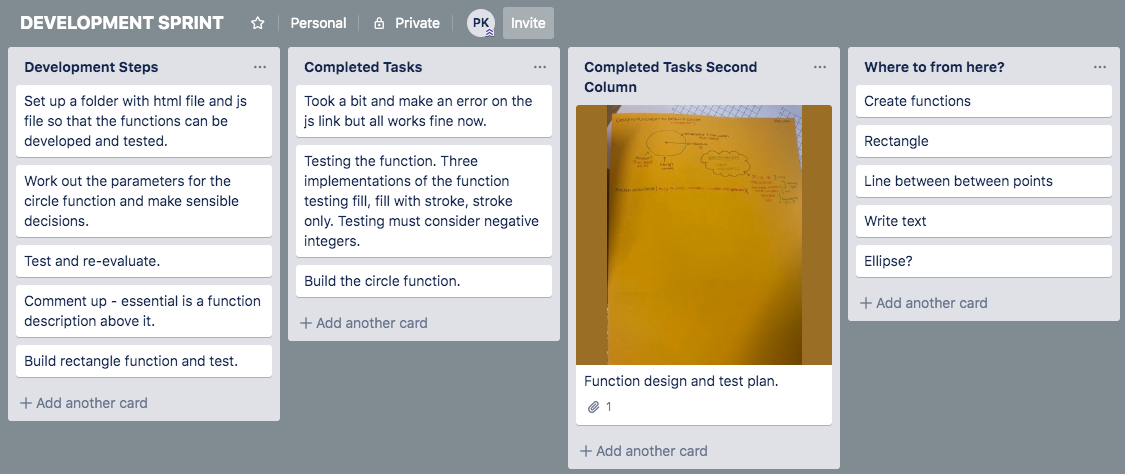 DEVELOPMENT SPRINT
Personal
Private
PK
Invite
Development Steps
Set up a folder with html file and js
file so that the functions can be
developed and tested.
Work out the parameters for the
circle function and make sensible
decisions.
Test and re-evaluate.
Comment up - essential is a function
description above it.
Build rectangle function and test.
+ Add another card
Completed Tasks
Took a bit and make an error on the
js link but all works fine now.
Testing the function. Three
implementations of the function
testing fill, fill with stroke, stroke
only. Testing must consider negative
integers.
Build the circle function.
+ Add another card
Completed Tasks Second
Column
Function design and test plan.
1
+ Add another card
Where to from here?
Create functions
Rectangle
Line between between points
Write text
Ellipse?
+ Add another card